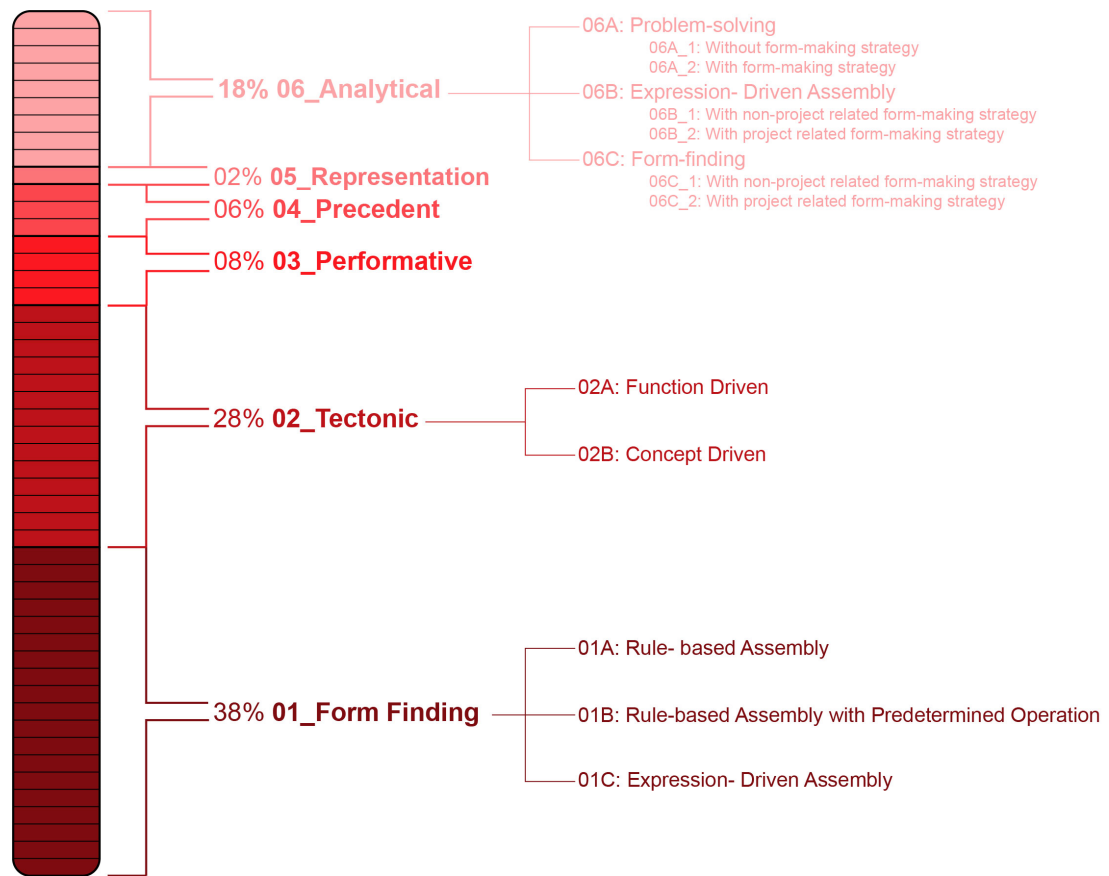 06A: Problem-solving
06A_1: Without form-making strategy
06A_2: With form-making strategy
18% 06_Analytical
06B: Expression- Driven Assembly
06B_1: With non-project related form-making strategy
06B_2: With project related form-making strategy
06C: Form-finding
06C_1: With non-project related form-making strategy
06C_2: With project related form-making strategy
02% 05_Representation
06% 04_Precedent
08% 03_Performative
02A: Function Driven
28% 02_Tectonic
02B: Concept Driven
01A: Rule- based Assembly
38% 01_Form Finding
01B: Rule-based Assembly with Predetermined Operation
01C: Expression- Driven Assembly